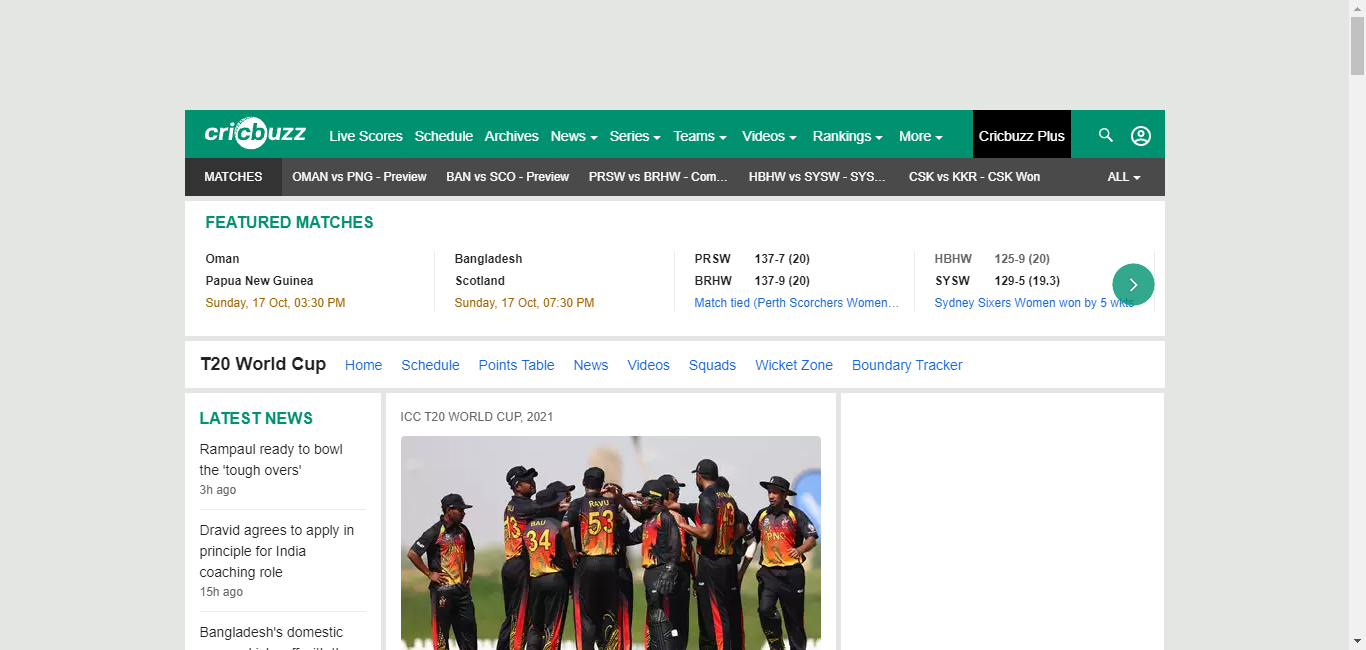 cricbuzz Live Scores Schedule Archives News Series Teams Videos Rankings More Cricbuzz Plus
MATCHES OMAN vs PNG - Preview BAN vs SCO - Preview PRSW vs BRHW - Com... HBHW vs SYSW - SYS... CSK vs KKR - CSK Won ALL
FEATURED MATCHES
Oman
Papua New Guinea
Sunday, 17 Oct, 03:30 PM
Bangladesh
Scotland
Sunday, 17 Oct, 07:30 PM
PRSW 137-7 (20)
BRHW 137-9 (20)
Match tied (Perth Scorchers Women...
HBHW 125-9 (20)
SYSW 129-5 (19.3)
Sydney Sixers Women won by 5 wkts
T20 World Cup Home Schedule Points Table News Videos Squads Wicket Zone Boundary Tracker
LATEST NEWS
Rampaul ready to bowl
the 'tough overs'
3h ago
Dravid agrees to apply in
principle for India
coaching role
15h ago
Bangladesh's domestic
ICC T20 WORLD CUP, 2021
BAU
34
RAVU
53
43
PNG